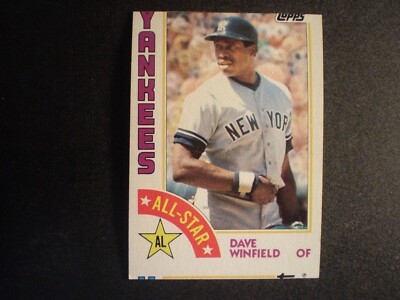 YANKEES
TOPPS
NEW YORK
ALL-STAR
AL
DAVE
WINFIELD OF